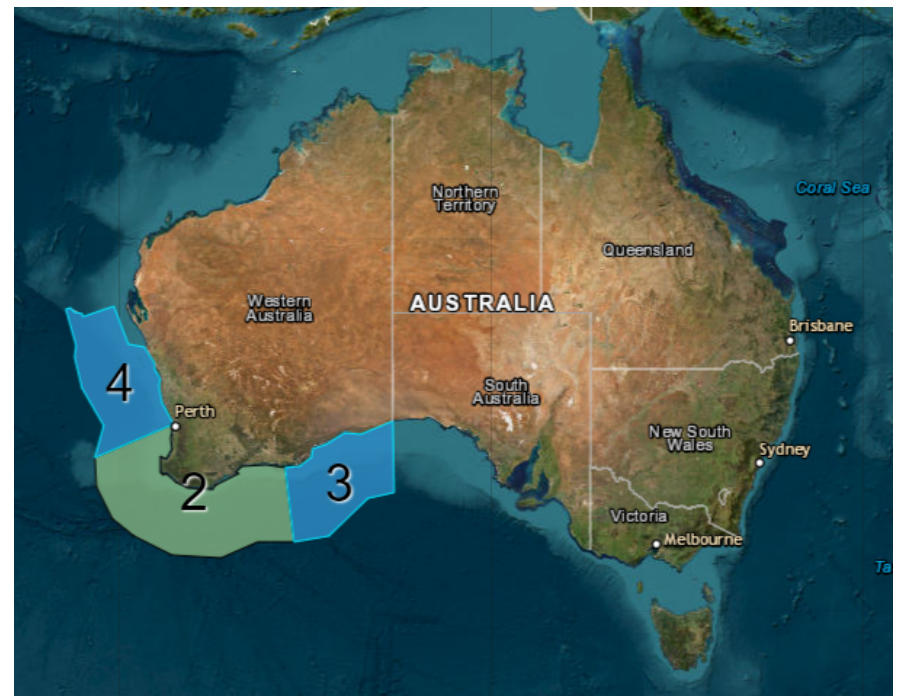 Coral Sea
Northern
Territory
Queensland
Western
Australia
AUSTRALIA
Brisbane
4
South
Australia
Perth
New South
Wales
Sydney
3
2
Victoria
Melbourne
Ta